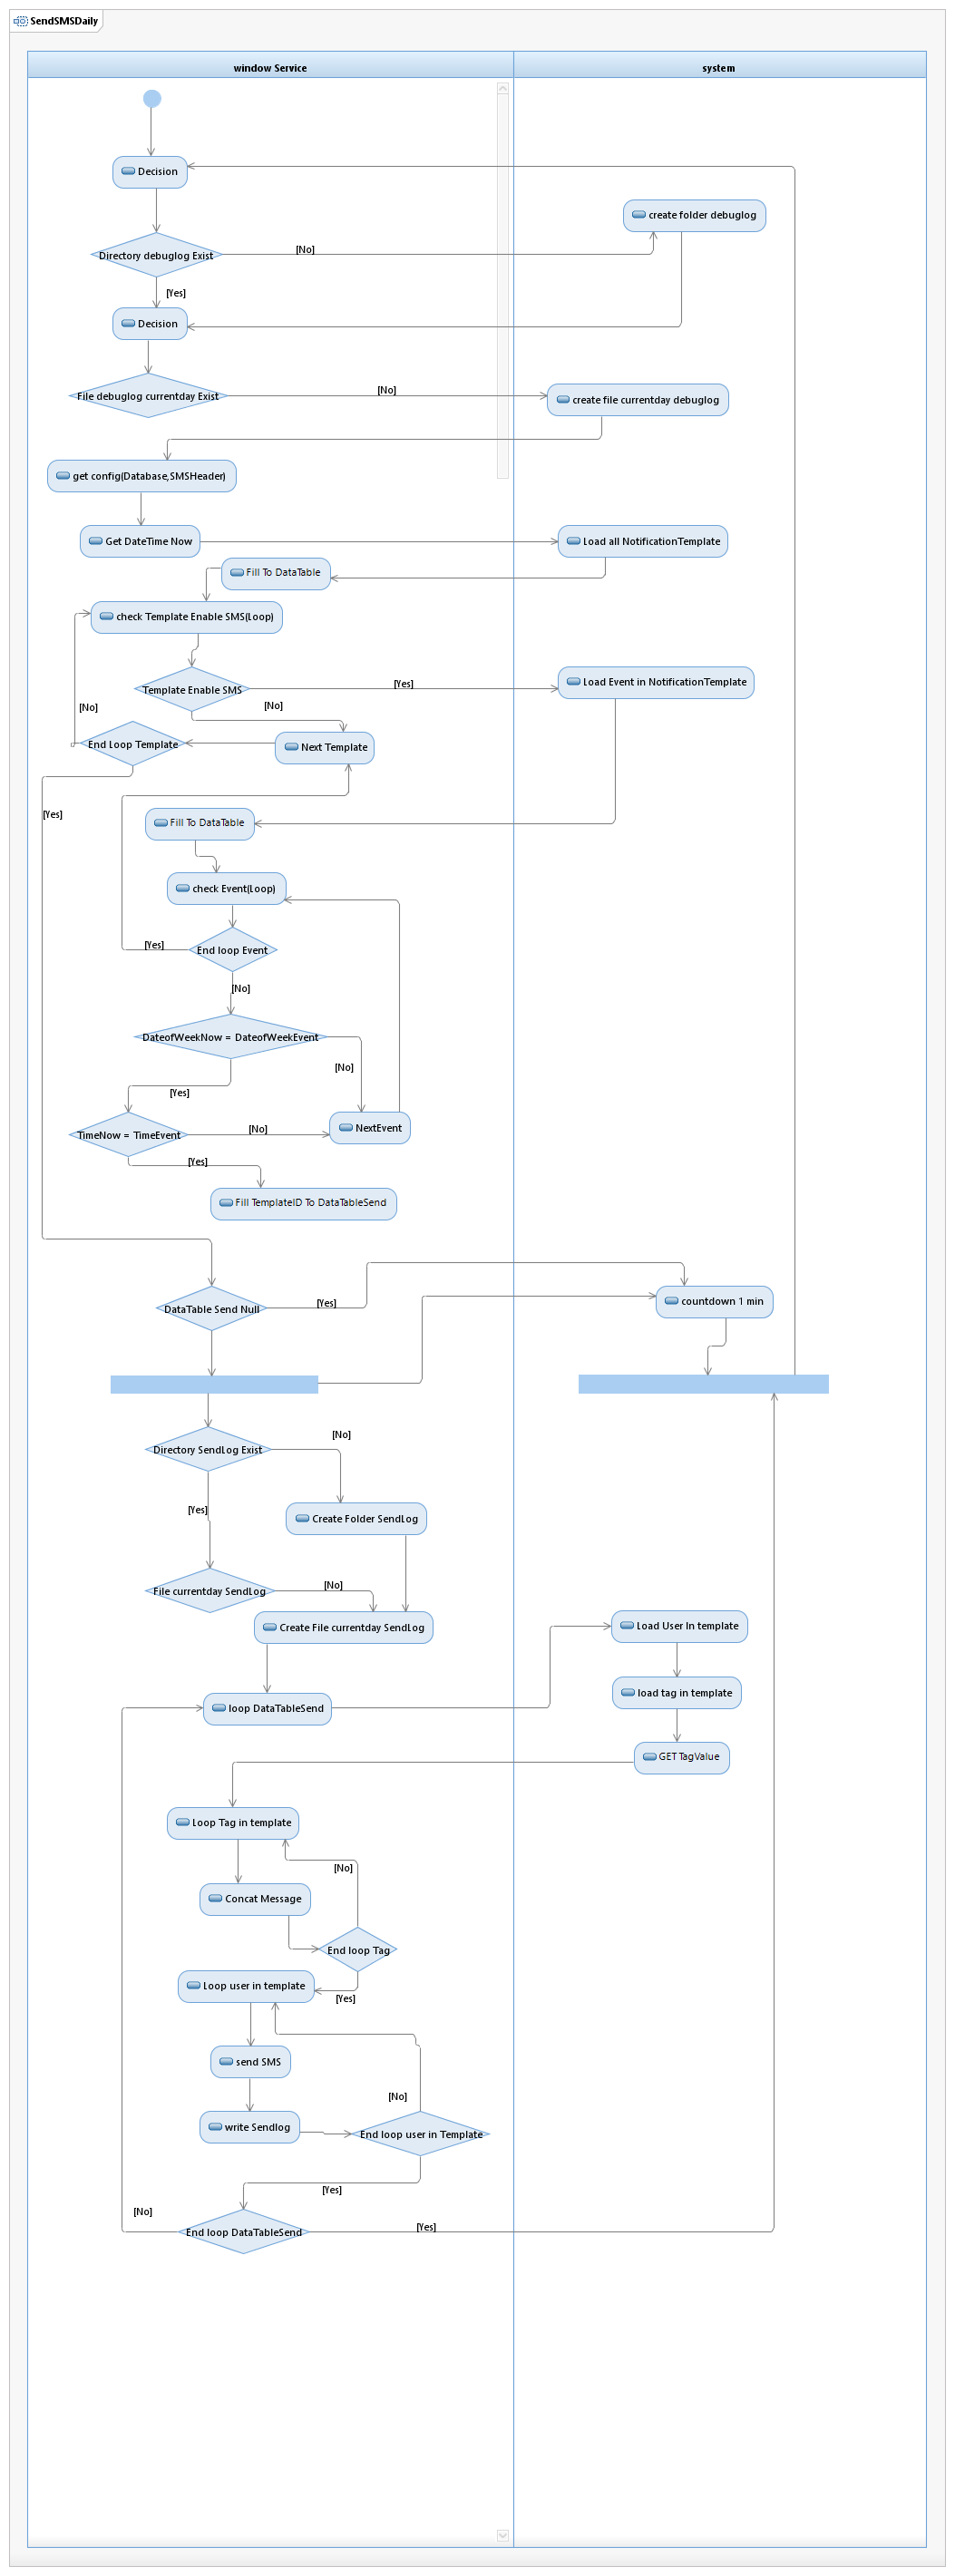 SendSMSDaily
window Service
system
Decision
create folder debuglog
Directory debuglog Exist
[No]
[Yes]
Decision
File debuglog currentday Exist
[No]
create file currentday debuglog
get config(Database,SMSHeader)
Get DateTime Now
Load all NotificationTemplate
Fill To DataTable
check Template Enable SMS(Loop)
Template Enable SMS
[Yes]
Load Event in NotificationTemplate
[No]
[No]
End Loop Template
Next Template
[Yes]
Fill To DataTable
check Event(Loop)
[Yes]
End loop Event
[No]
DateofWeekNow = DateofWeekEvent
[No]
[Yes]
TimeNow = TimeEvent
[No]
NextEvent
[Yes]
Fill TemplateID To DataTableSend
DataTable Send Null
[Yes]
countdown 1 min
Directory SendLog Exist
[No]
[Yes]
Create Folder SendLog
File currentday SendLog
[No]
Create File currentday SendLog
Load User In template
load tag in template
loop DataTableSend
GET TagValue
Loop Tag in template
[No]
Concat Message
End loop Tag
Loop user in template
[Yes]
send SMS
[No]
write Sendlog
End loop user in Template
[Yes]
[No]
End loop DataTableSend
[Yes]